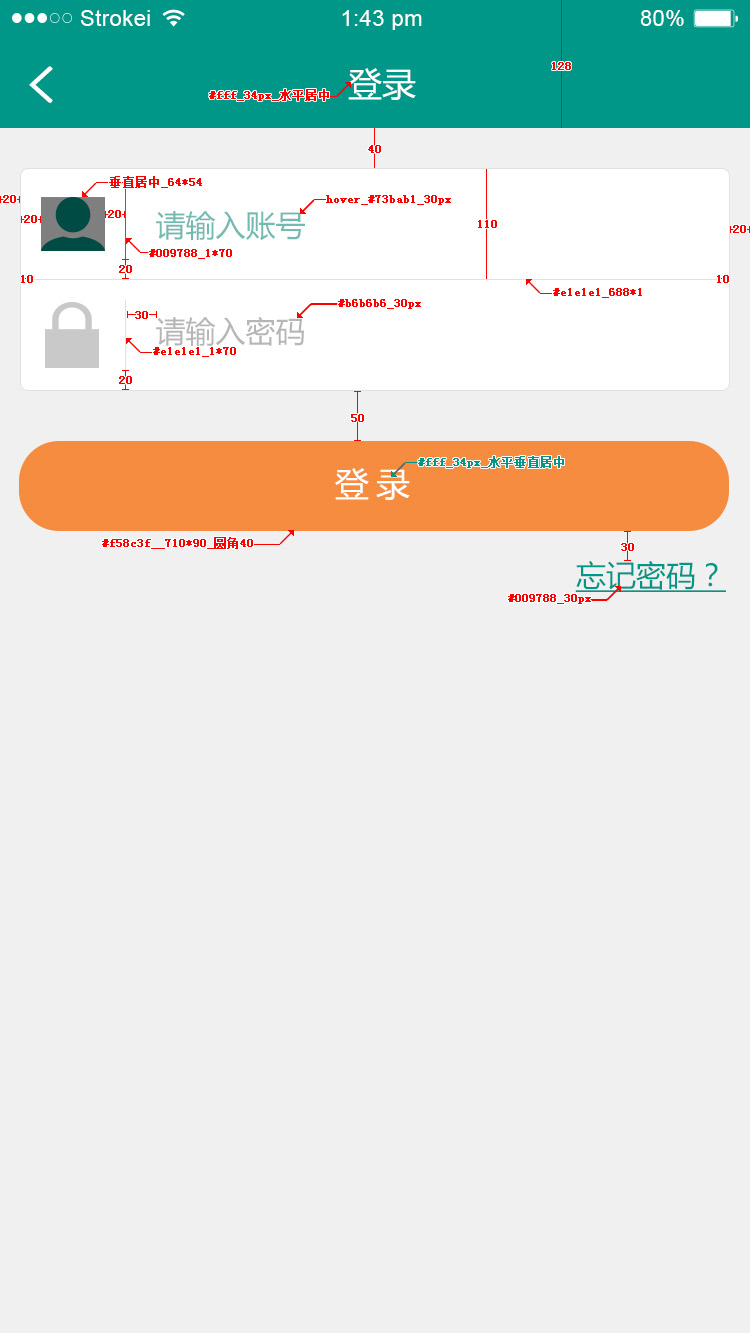 Strokei 1:43 pm 80%
128
登录
#fff_34px_水平居中
40
垂直居中_64*54
20
hover_#73bab1_30px
20
20
请输入账号
110
20
#009788_1*70
20
10
10
#e1e1e1_688*1
#b6b6b6_30px
30
请输入密码
#e1e1e1_1*70
20
50
#fff_34px_水平垂直居中
登录
#f58c3f__710*90_圆角40
30
忘记密码？
#009788_30px